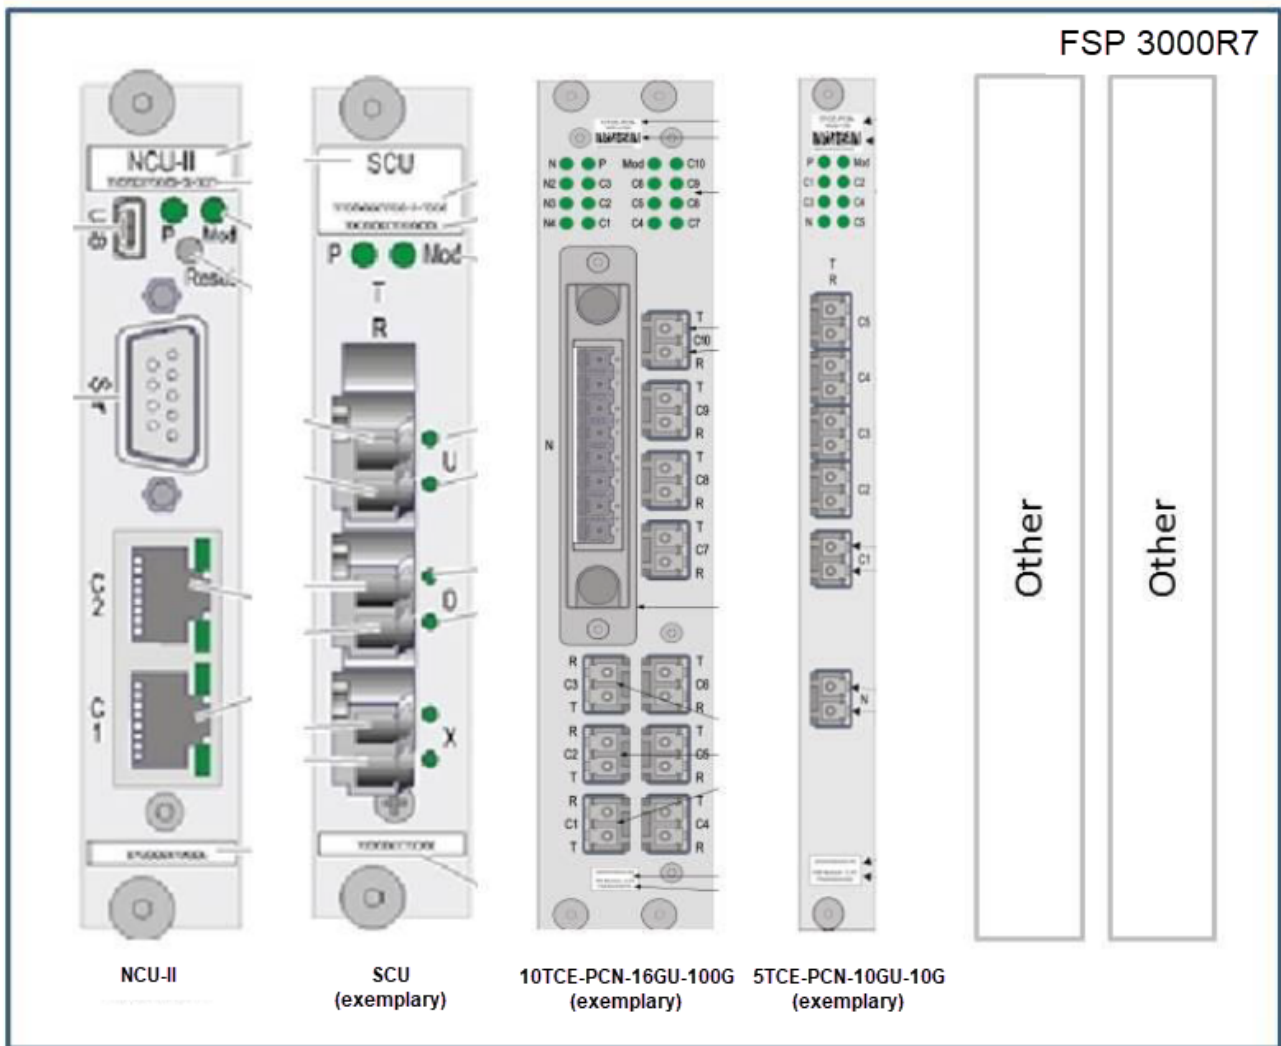 FSP 3000R7
NCU-II
P
Mod
S
C2
C1
SCU
P
Mod
T
R
U
D
X
N P Mod C10
N2 C3 C6 C9
N3 C2 C5 C8
N4 C1 C4 C7
T
C10
R
T
C9
R
N
T
C8
R
T
C7
R
R T
C3 C6
T R
R T
C2 C5
T R
R T
C1 C4
T R
5TCE-PCN
P Mod
C1 C2
C3 C4
N C5
T
R
C5
C4
C3
C2
C1
N
Other
Other
NCU-II
SCU
(exemplary)
10TCE-PCN-16GU-100G
(exemplary)
5TCE-PCN-10GU-10G
(exemplary)